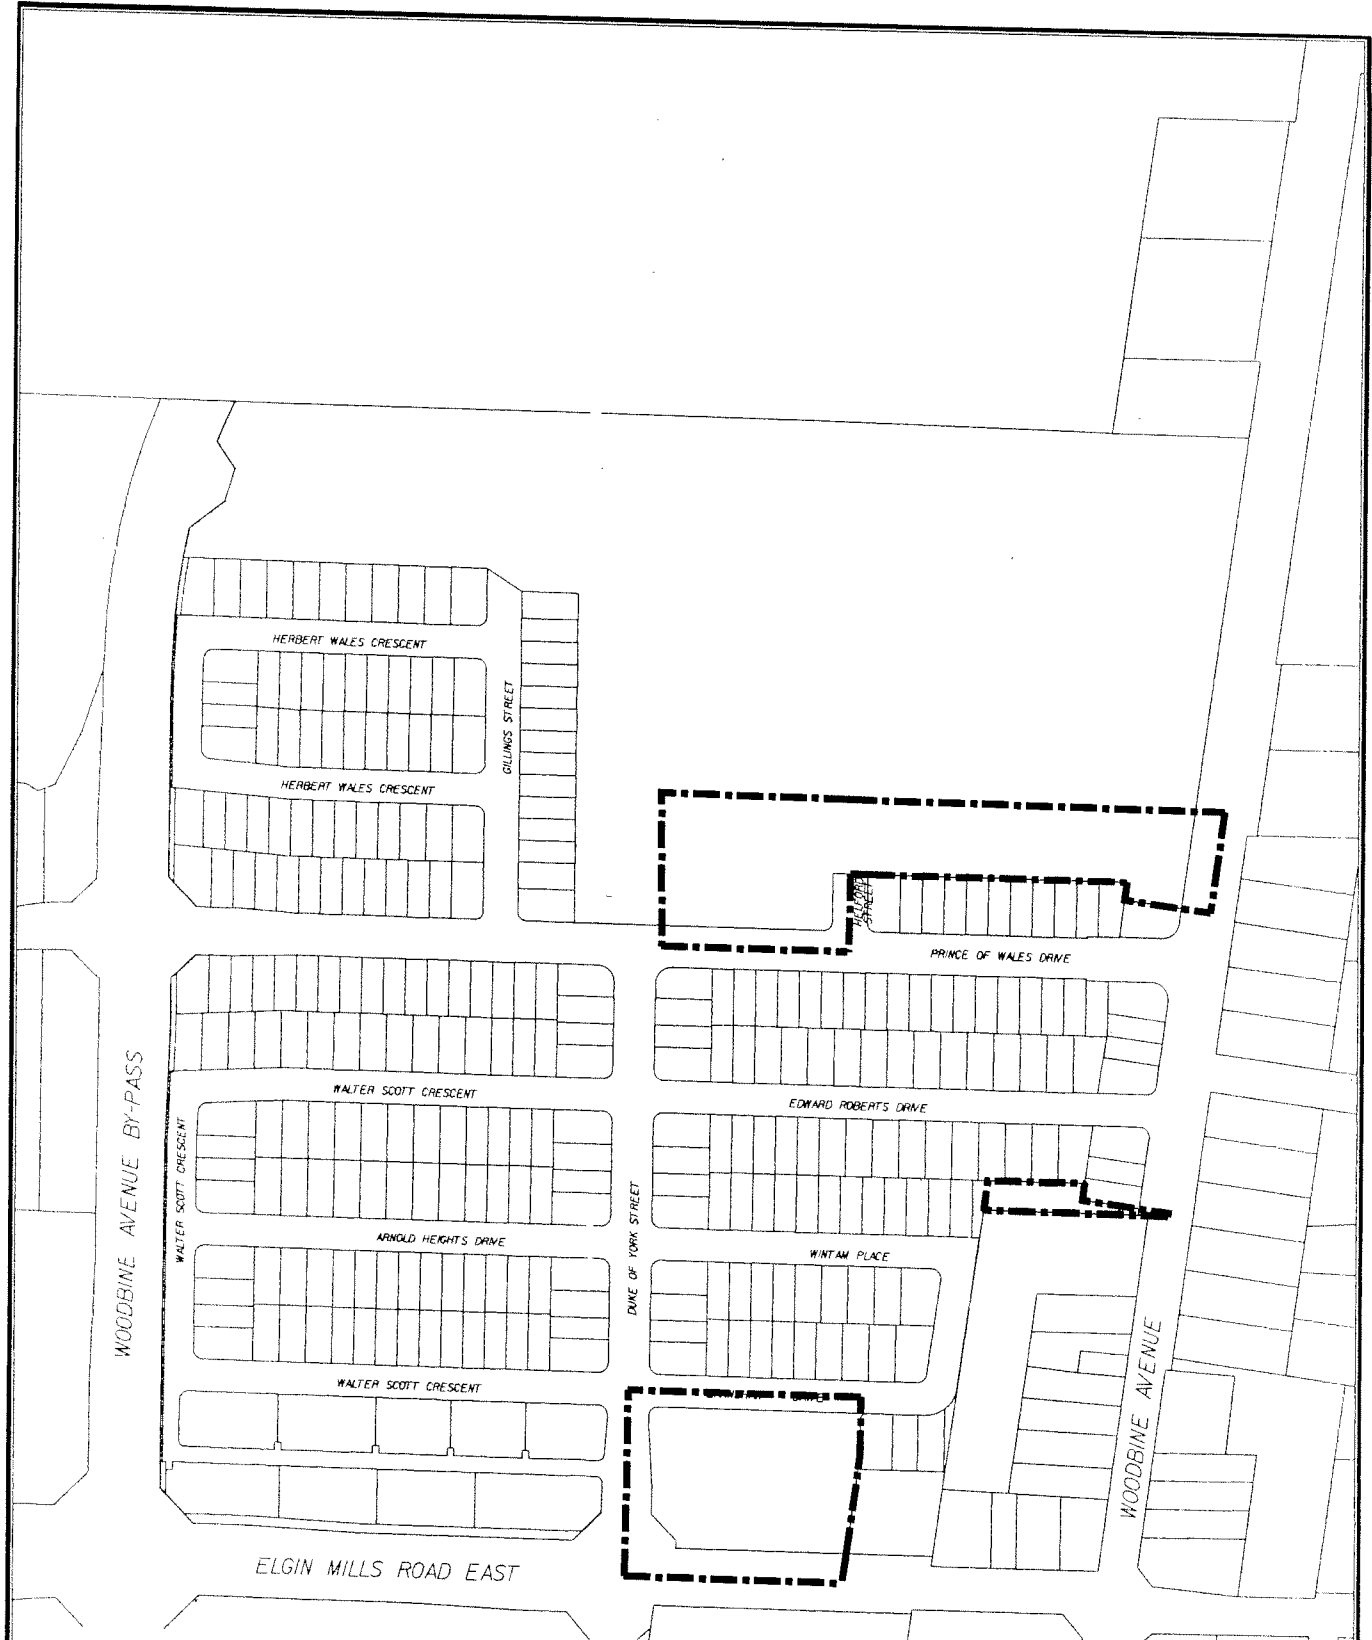 HERBERT WALES CRESCENT
GILLINGS STREET
HERBERT WALES CRESCENT
HELFORD
STREET
PRINCE OF WALES DRIVE
WOODBINE AVENUE BY-PASS
WALTER SCOTT CRESCENT
EDWARD ROBERTS DRIVE
WALTER SCOTT CRESCENT
DUKE OF YORK STREET
ARNOLD HEIGHTS DRIVE
WINTAM PLACE
WOODBINE AVENUE
WALTER SCOTT CRESCENT
ELGIN MILLS ROAD EAST